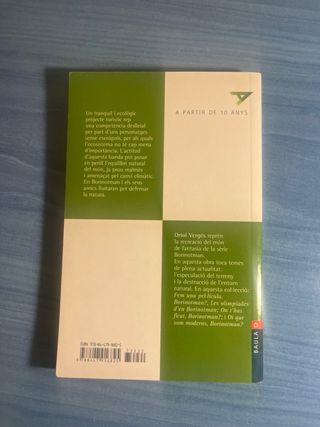 A PARTIR DE 10 ANYS
Un tranquil i ecològic
projecte turístic rep
una competència deslleial
per part d'uns personatges
sense escrúpols, per als quals
l'ecosistema no té cap mena
d'importància. L'actitud
d'aquesta banda pot posar
en perill l'equilibri natural
del món, ja prou malmès
i amenaçat pel canvi climàtic.
En Borinotman i els seus
amics lluitaran per defensar
la natura.
Oriol Vergés reprèn
la recreació del món
de fantasia de la sèrie
Borinotman.
En aquesta obra toca temes
de plena actualitat:
l'especulació del terreny
i la destrucció de l'entorn
natural. En aquesta col·lecció:
Fem una pel·lícula,
Borinotman?, Les olimpíades
d'en Borinotman; On t'has
ficat, Borinotman?; i Oi que
som moderns, Borinotman?
BAULA